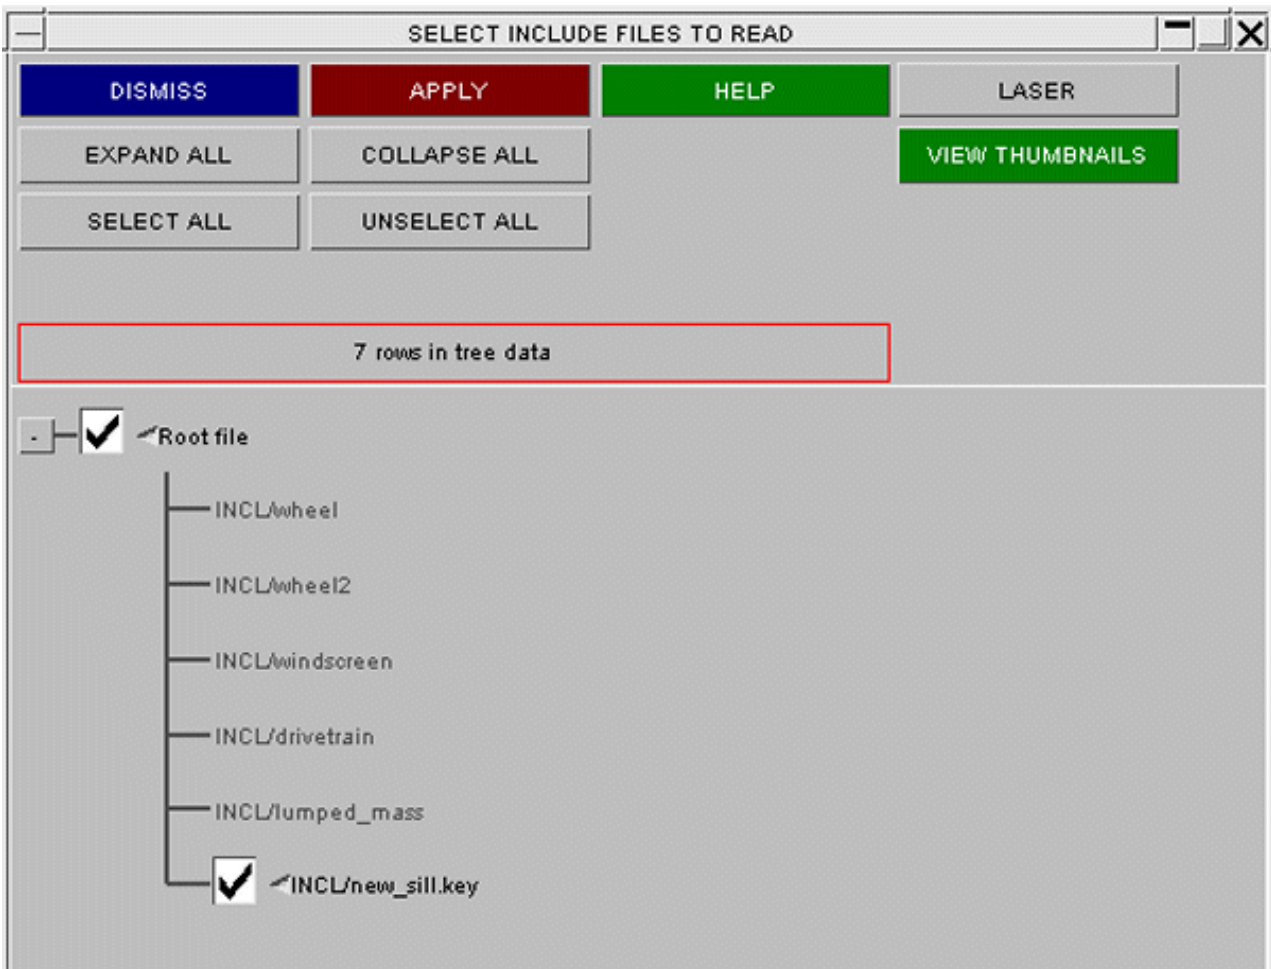 SELECT INCLUDE FILES TO READ
DISMISS APPLY HELP LASER
EXPAND ALL COLLAPSE ALL VIEW THUMBNAILS
SELECT ALL UNSELECT ALL
7 rows in tree data
Root file
INCL/wheel
INCL/wheel2
INCL/windscreen
INCL/drivetrain
INCL/lumped_mass
INCL/new_sill.key